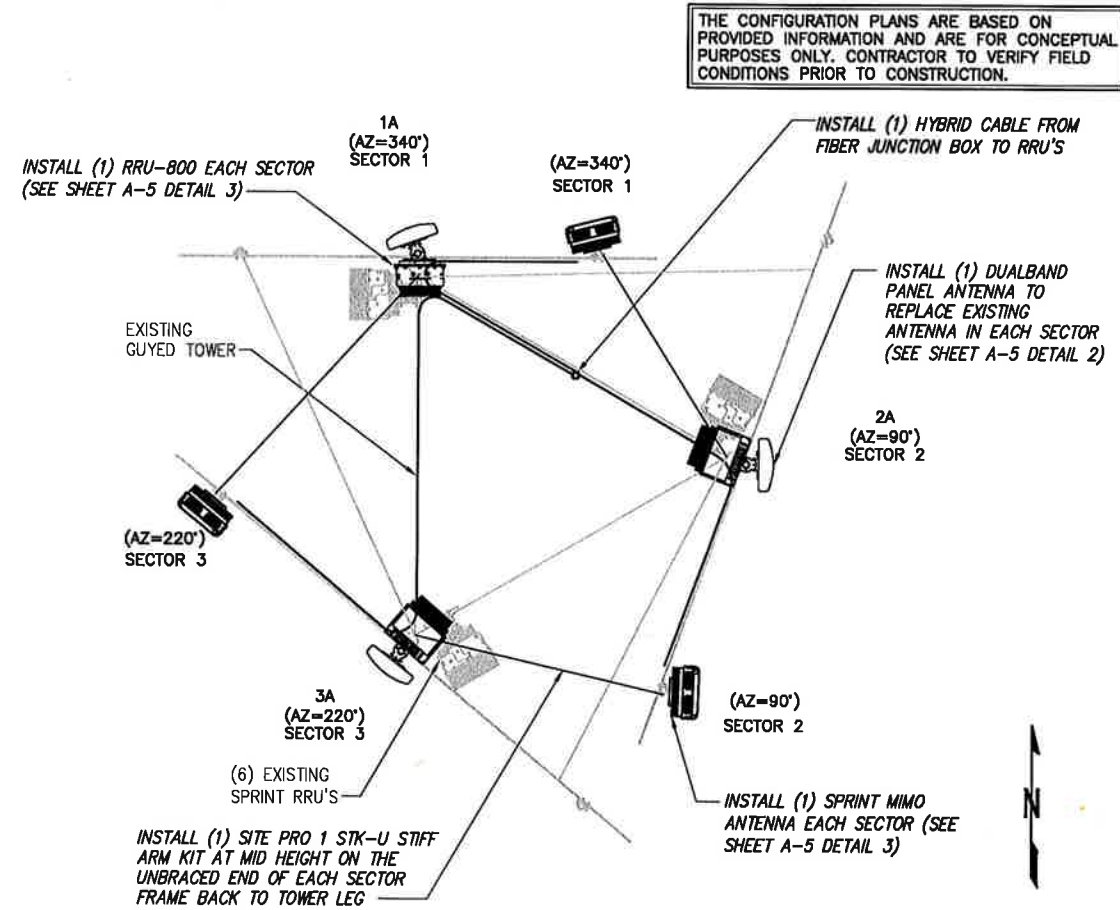 THE CONFIGURATION PLANS ARE BASED ON
PROVIDED INFORMATION AND ARE FOR CONCEPTUAL
PURPOSES ONLY. CONTRACTOR TO VERIFY FIELD
CONDITIONS PRIOR TO CONSTRUCTION.
1A
(AZ=340°)
SECTOR 1
(AZ=340°)
SECTOR 1
INSTALL (1) HYBRID CABLE FROM
FIBER JUNCTION BOX TO RRU'S
INSTALL (1) RRU-800 EACH SECTOR
(SEE SHEET A-5 DETAIL 3)
INSTALL (1) DUALBAND
PANEL ANTENNA TO
REPLACE EXISTING
ANTENNA IN EACH SECTOR
(SEE SHEET A-5 DETAIL 2)
EXISTING
GUYED TOWER
2A
(AZ=90°)
SECTOR 2
(AZ=220°)
SECTOR 3
3A
(AZ=220°)
SECTOR 3
(AZ=90°)
SECTOR 2
(6) EXISTING
SPRINT RRU'S
INSTALL (1) SPRINT MIMO
ANTENNA EACH SECTOR (SEE
SHEET A-5 DETAIL 3)
INSTALL (1) SITE PRO 1 STK-U STIFF
ARM KIT AT MID HEIGHT ON THE
UNBRACED END OF EACH SECTOR
FRAME BACK TO TOWER LEG
N